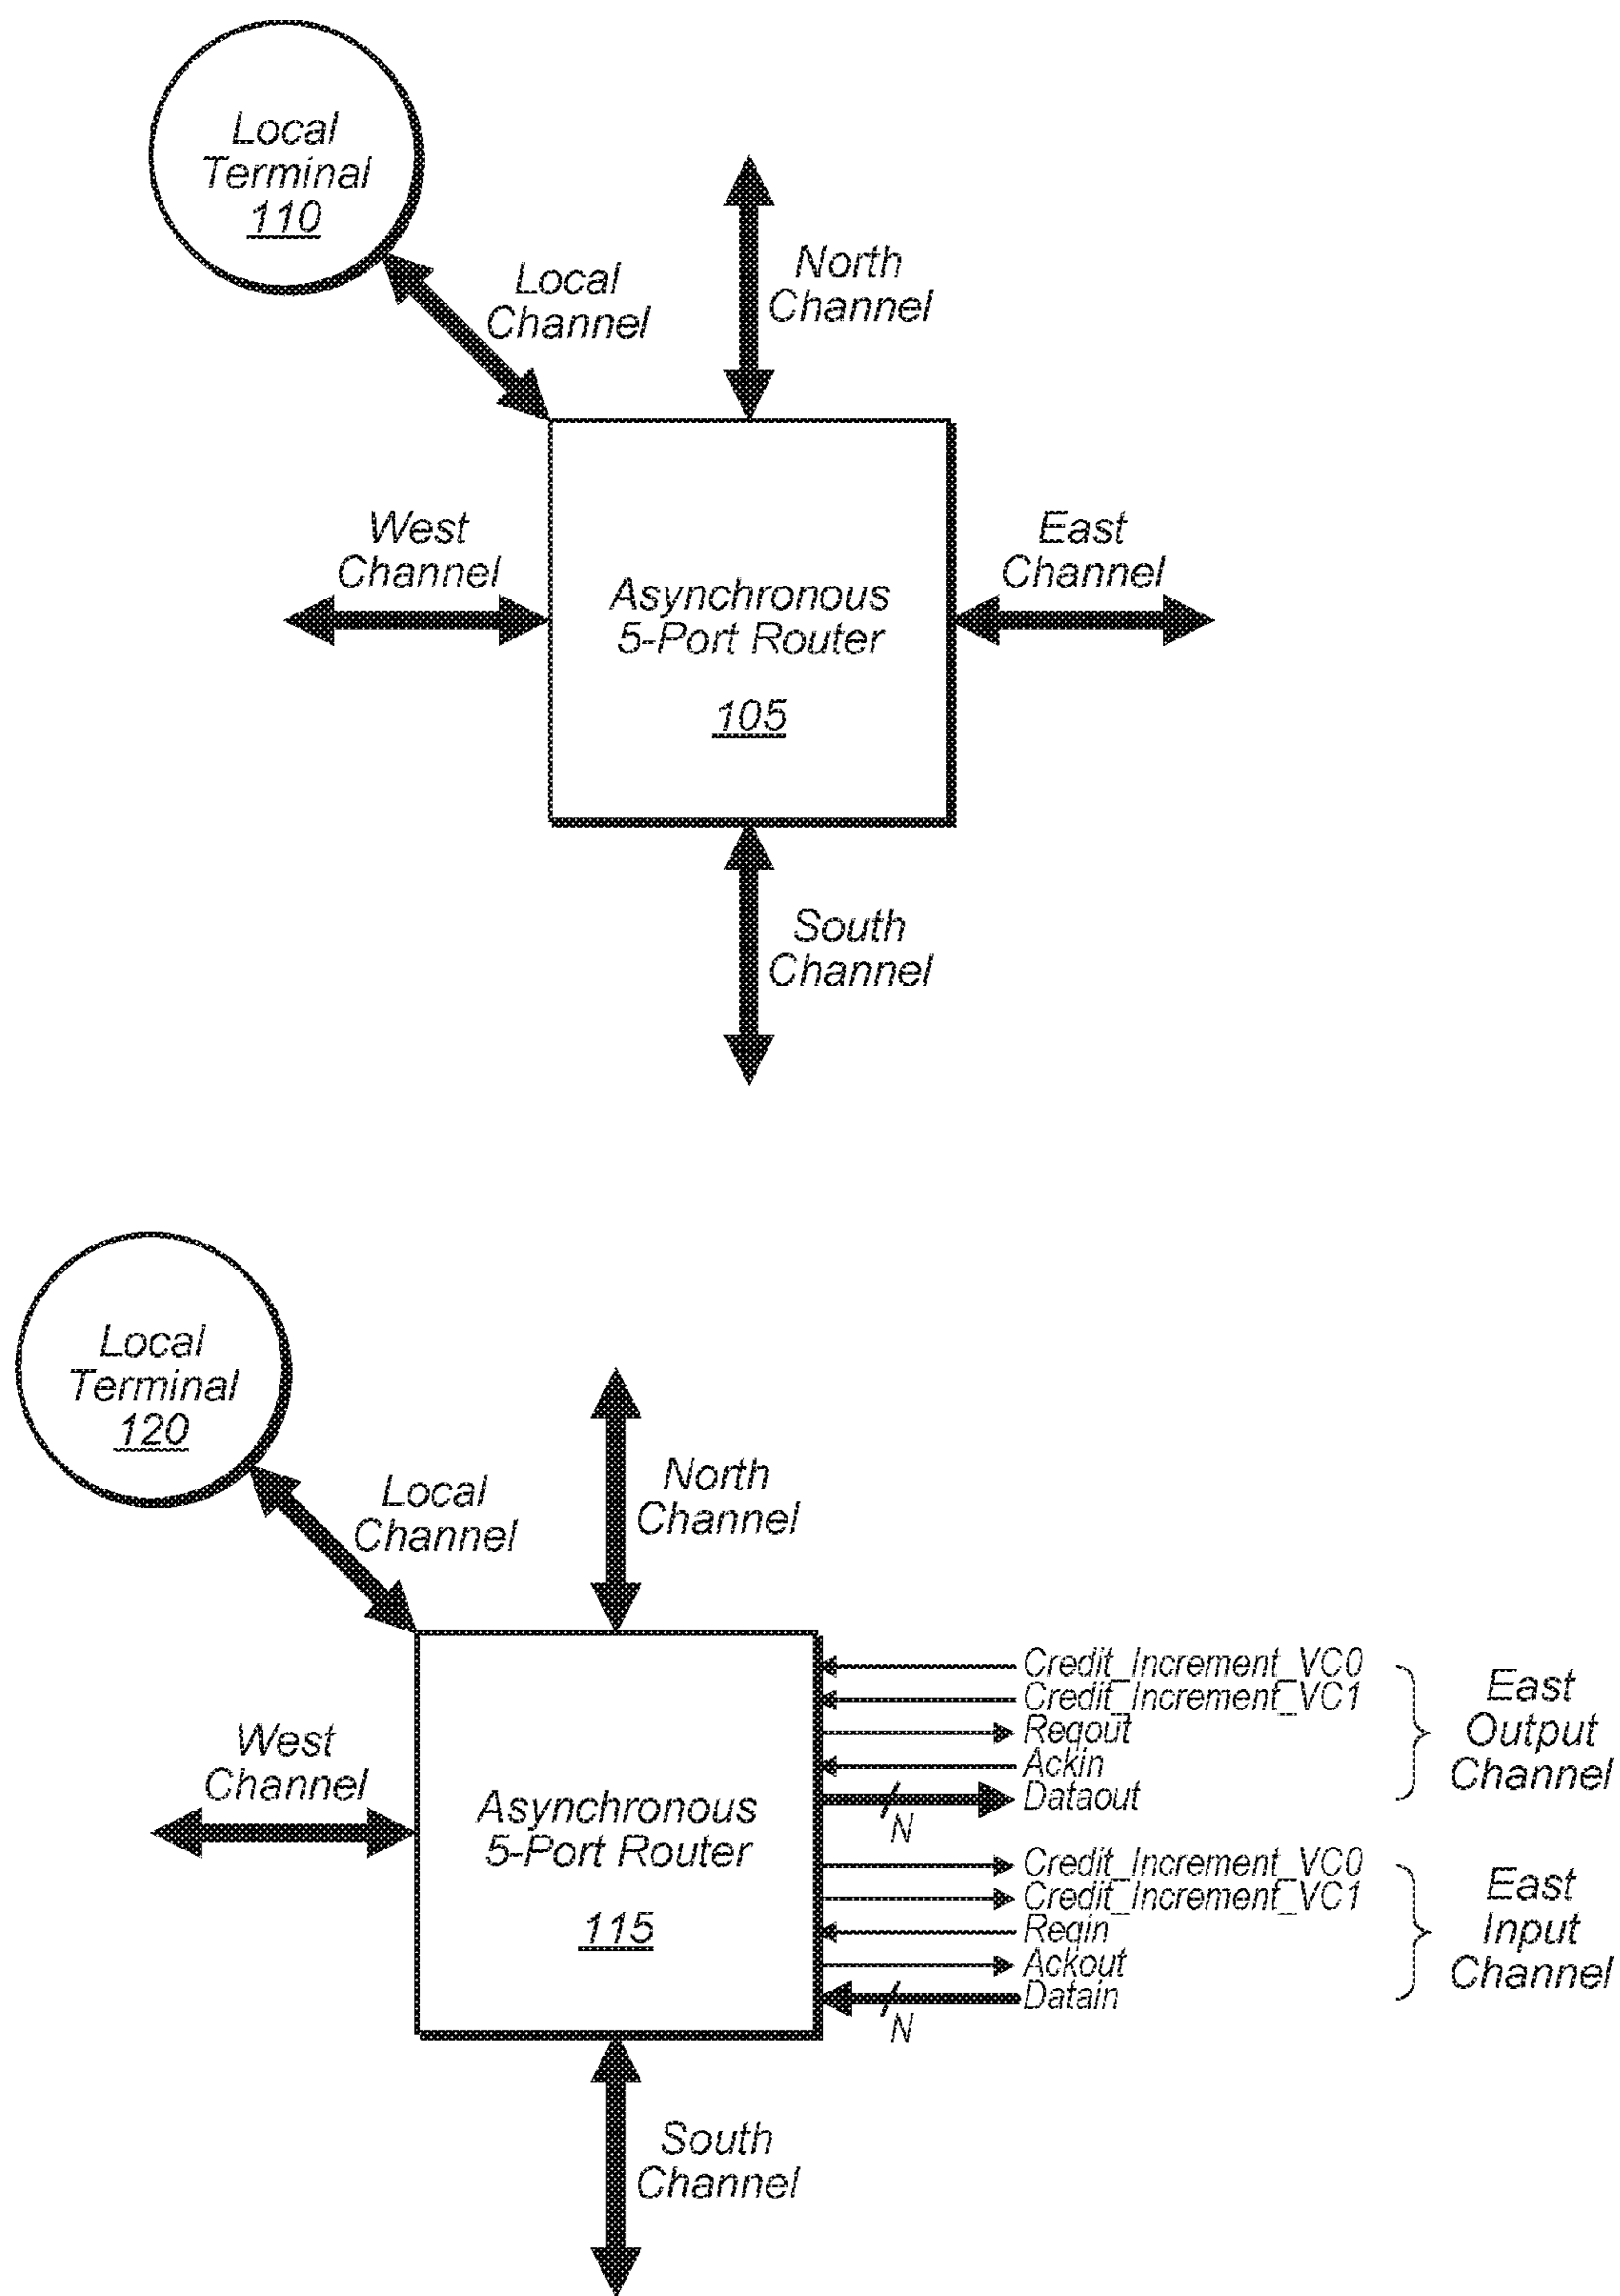 Local
Terminal
110
Local
Channel
North
Channel
West
Channel
East
Channel
Asynchronous
5-Port Router
105
South
Channel
Local
Terminal
120
Local
Channel
North
Channel
West
Channel
Asynchronous
5-Port Router
115
Credit_Increment_VC0
Credit_Increment_VC1
Reqout
Ackin
Dataout
N
East
Output
Channel
Credit_Increment_VC0
Credit_Increment_VC1
Reqin
Ackout
Datain
N
East
Input
Channel
South
Channel